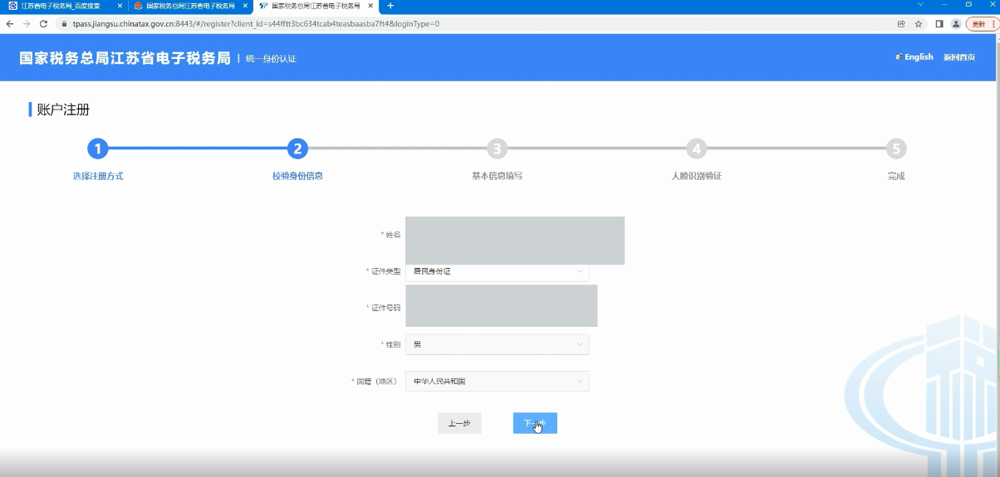 江苏省电子税务局_百度搜索
国家税务总局江苏省电子税务局
国家税务总局江苏省电子税务局
tpass.jiangsu.chinatax.gov.cn:8443/#/register?client_id=s44fftt3bc634tcab4teasbaasba7ft4&loginType=0
更新
国家税务总局江苏省电子税务局 | 统一身份认证
English 返回首页
账户注册
1 2 3 4 5
选择注册方式 校验身份信息 基本信息填写 人脸识别验证 完成
* 姓名
* 证件类型 居民身份证
* 证件号码
* 性别 男
* 国籍（地区） 中华人民共和国
上一步 下一步